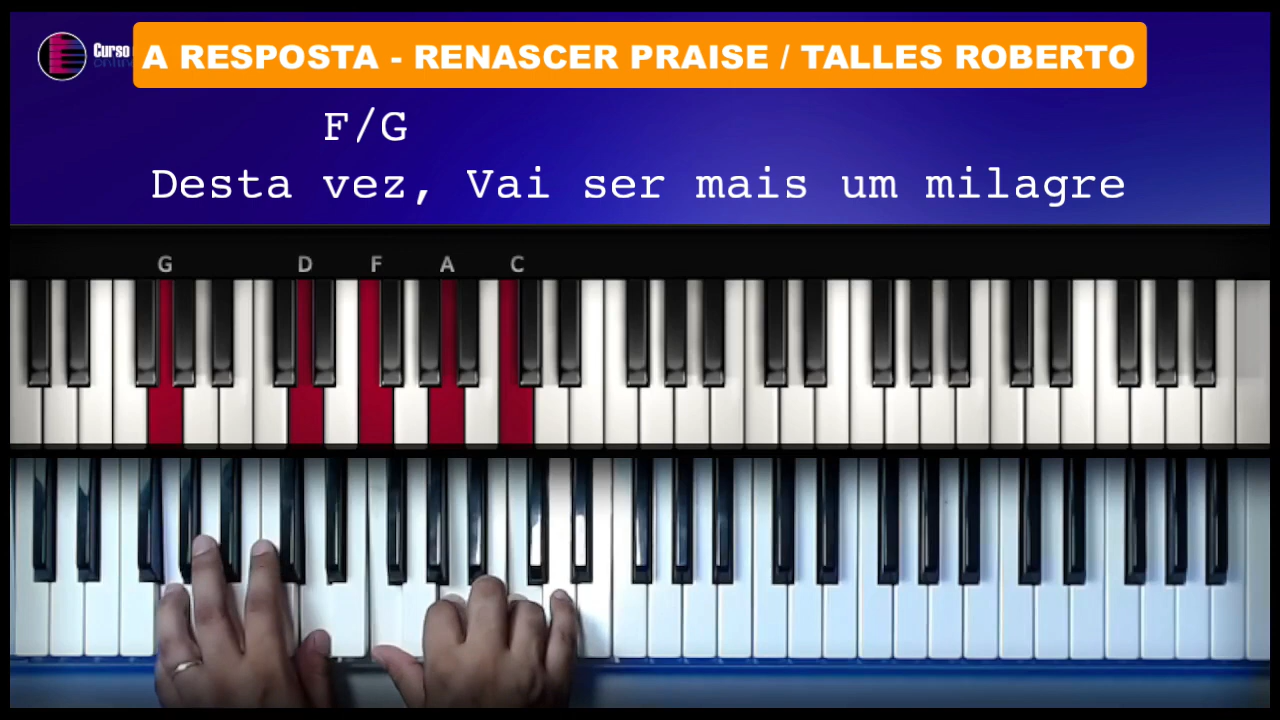 Curso
A RESPOSTA - RENASCER PRAISE / TALLES ROBERTO
F/G
Desta vez, Vai ser mais um milagre
G D F A C